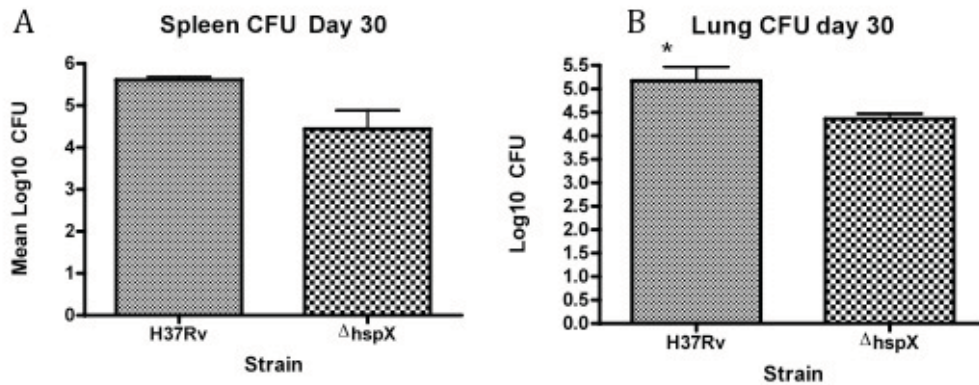 A
Spleen CFU Day 30
Mean Log10 CFU
6
5
4
3
2
1
0
H37Rv
ΔhspX
Strain
B
Lung CFU day 30
*
Log10 CFU
5.5
5.0
4.5
4.0
3.5
3.0
2.5
2.0
1.5
1.0
0.5
0.0
H37Rv
ΔhspX
Strain